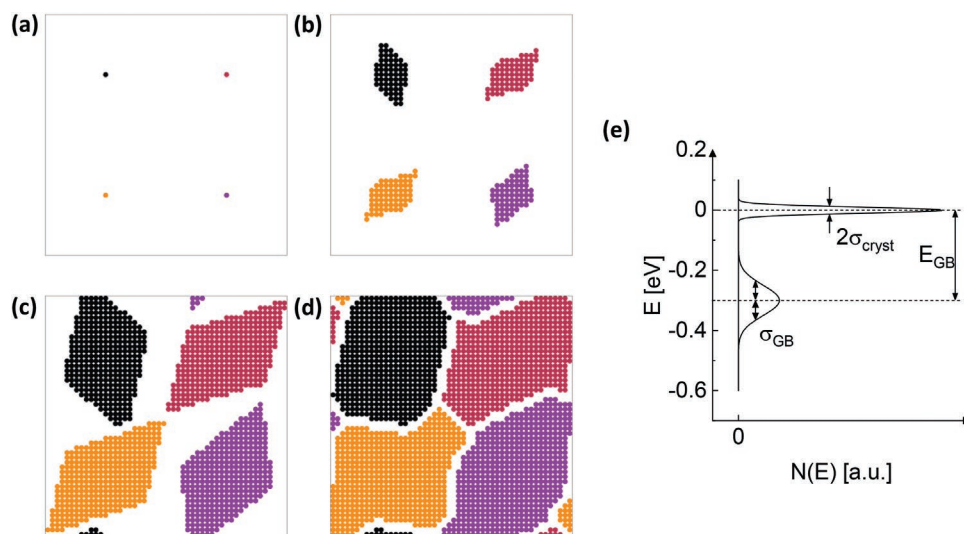 (a)
(b)
(c)
(d)
(e)
0.2
0
-0.2
-0.4
-0.6
E [eV]
2σcryst
EGB
σGB
0
N(E) [a.u.]